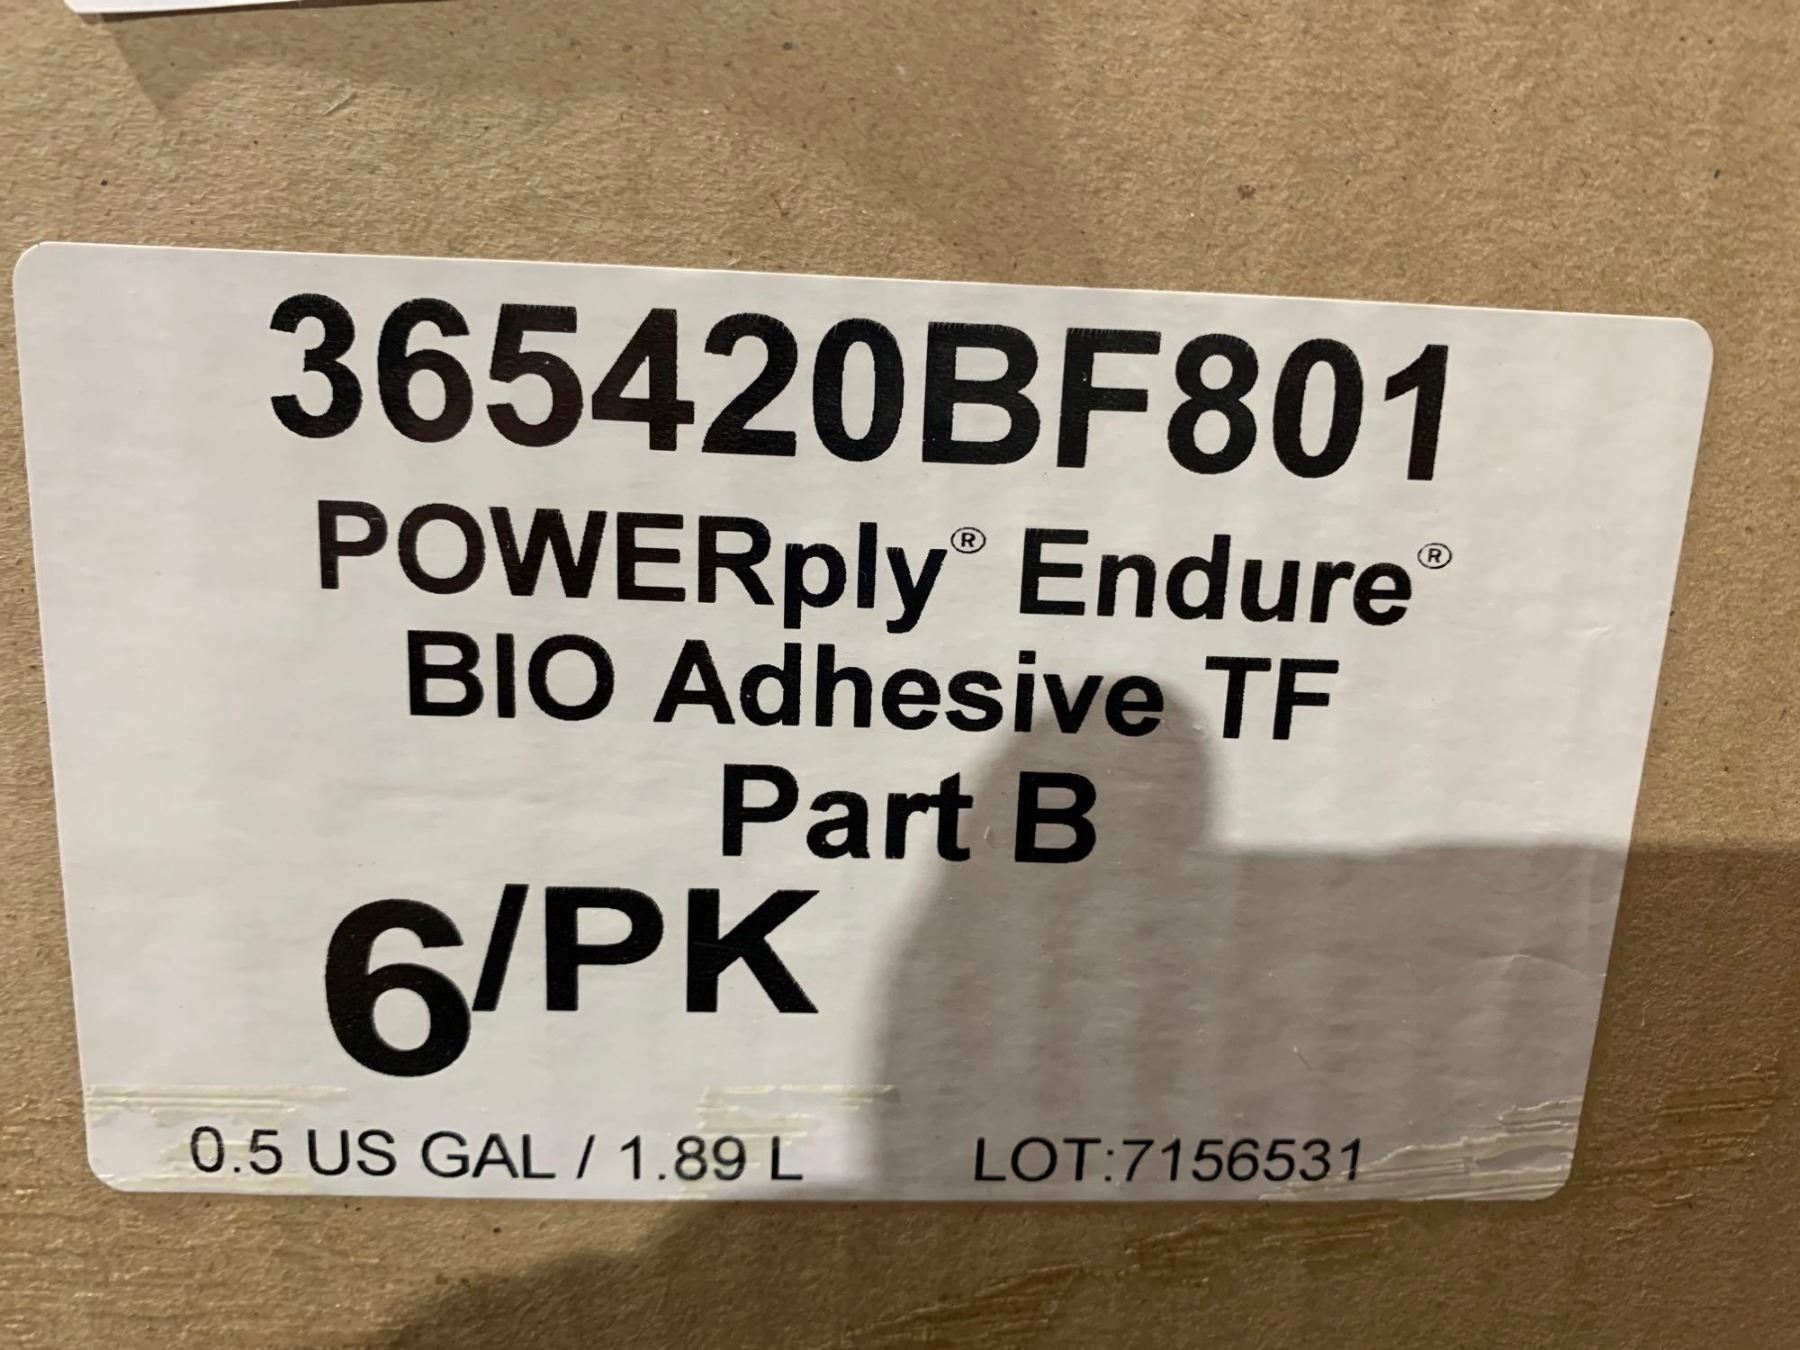 365420BF801
POWERply® Endure®
BIO Adhesive TF
Part B
6/PK
0.5 US GAL / 1.89 L LOT:7156531